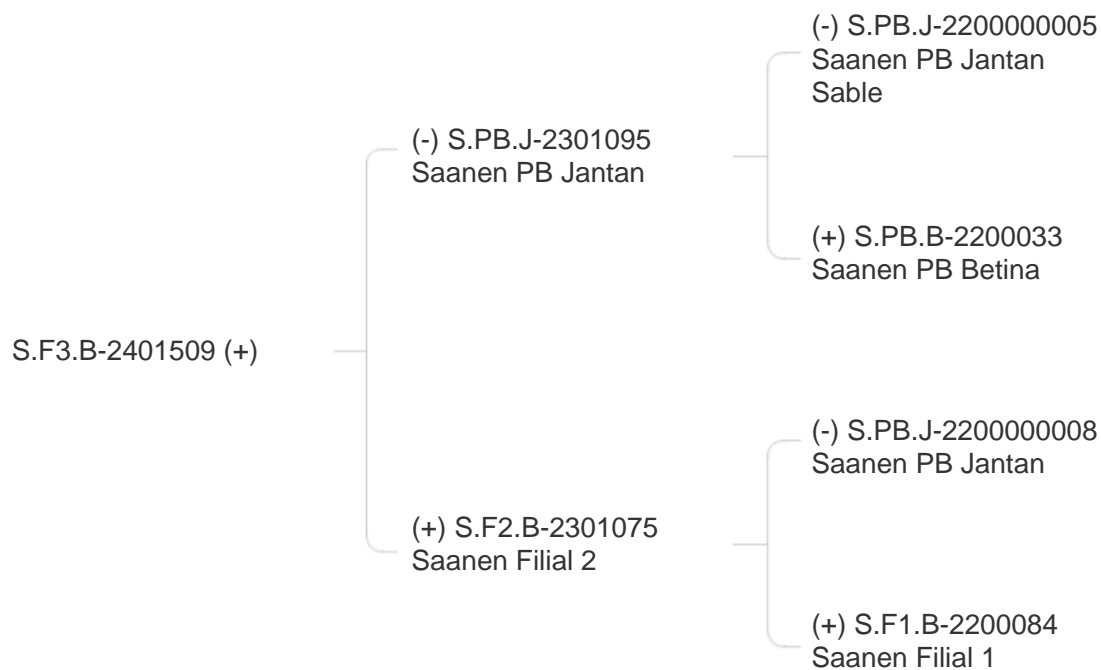 (-) S.PB.J-2200000005
Saanen PB Jantan
Sable
(-) S.PB.J-2301095
Saanen PB Jantan
(+) S.PB.B-2200033
Saanen PB Betina
S.F3.B-2401509 (+)
(-) S.PB.J-2200000008
Saanen PB Jantan
(+) S.F2.B-2301075
Saanen Filial 2
(+) S.F1.B-2200084
Saanen Filial 1